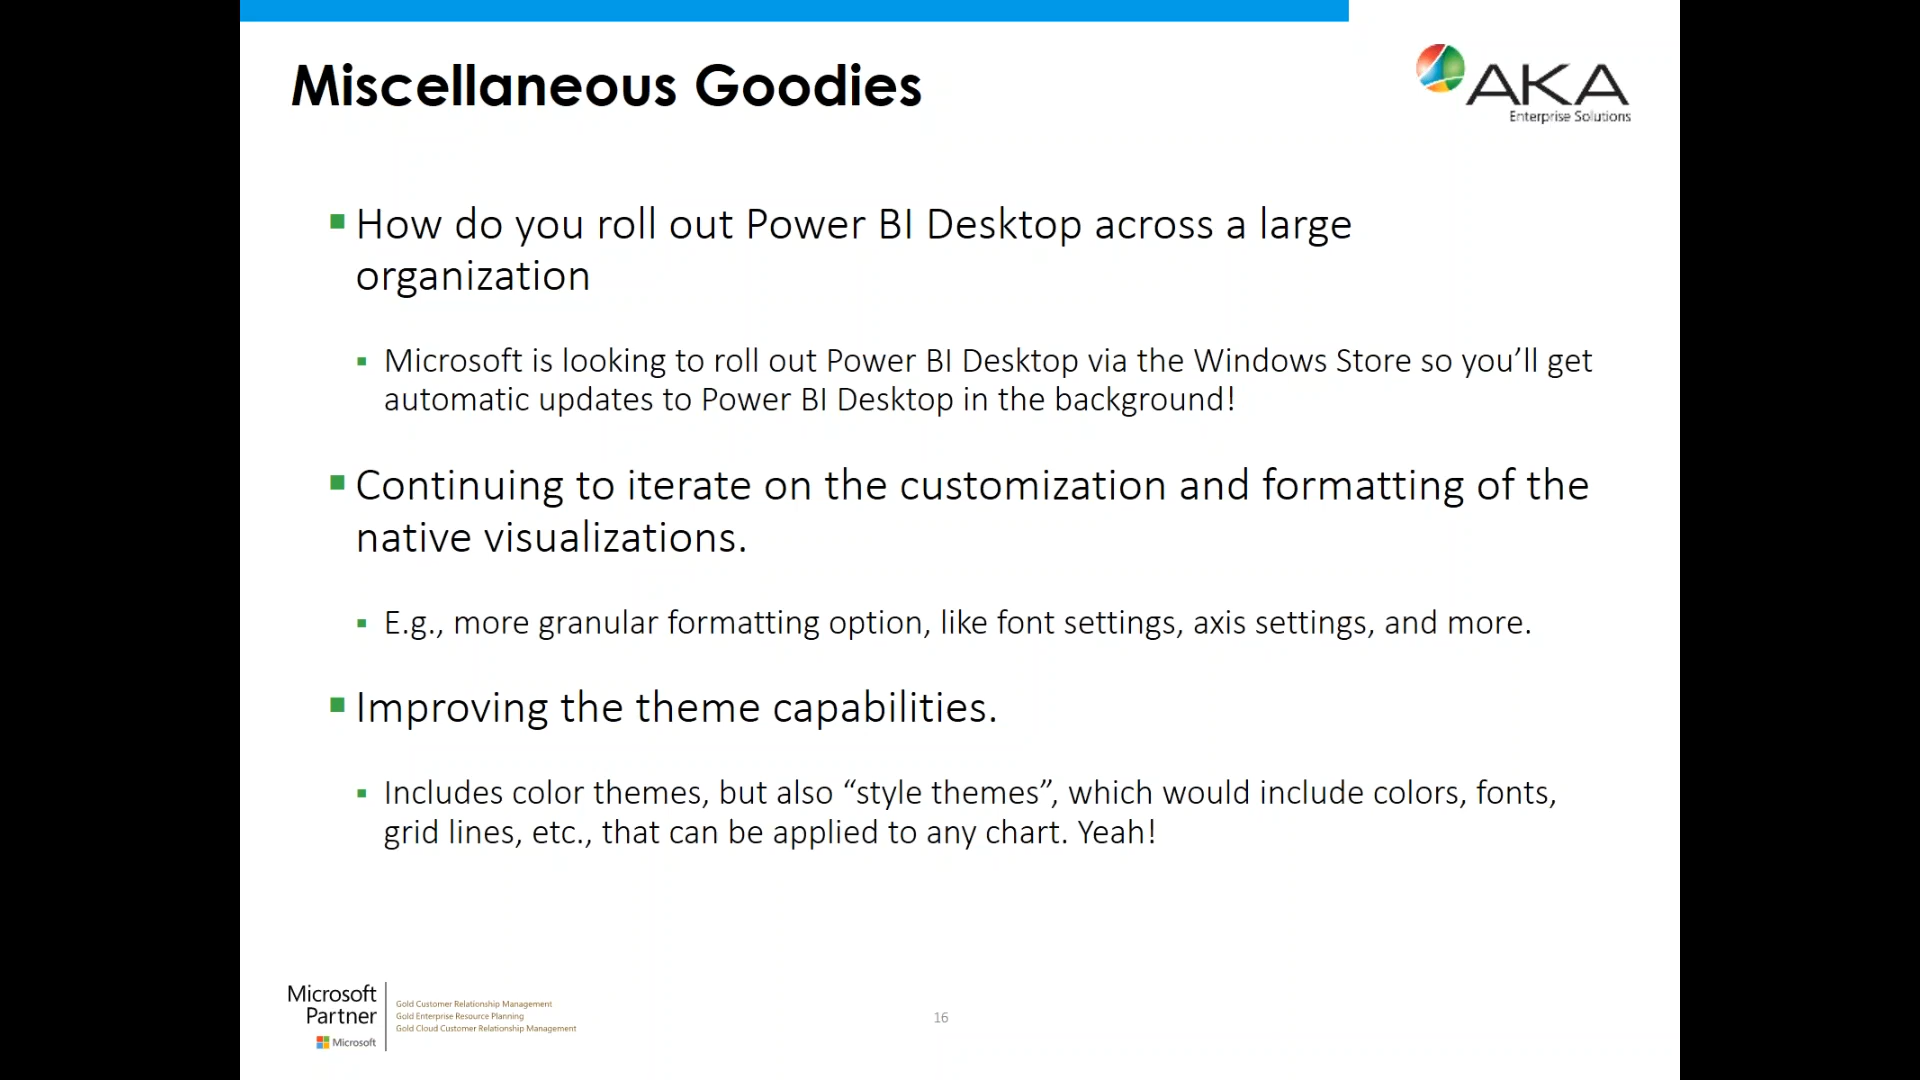 Miscellaneous Goodies
AKA
Enterprise Solutions
How do you roll out Power BI Desktop across a large
organization
Microsoft is looking to roll out Power BI Desktop via the Windows Store so you’ll get
automatic updates to Power BI Desktop in the background!
Continuing to iterate on the customization and formatting of the
native visualizations.
E.g., more granular formatting option, like font settings, axis settings, and more.
Improving the theme capabilities.
Includes color themes, but also “style themes”, which would include colors, fonts,
grid lines, etc., that can be applied to any chart. Yeah!
Microsoft
Partner
Microsoft
Gold Customer Relationship Management
Gold Enterprise Resource Planning
Gold Cloud Customer Relationship Management
16